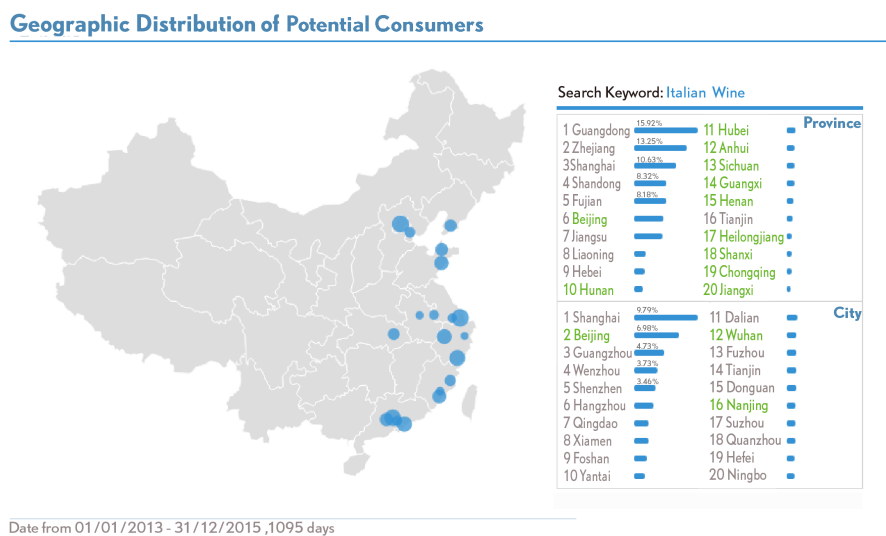 Geographic Distribution of Potential Consumers
Search Keyword: Italian Wine
Province
1 Guangdong 15.92%
2 Zhejiang 13.25%
3Shanghai 10.63%
4 Shandong 8.32%
5 Fujian 8.18%
6 Beijing
7 Jiangsu
8 Liaoning
9 Hebei
10 Hunan
11 Hubei
12 Anhui
13 Sichuan
14 Guangxi
15 Henan
16 Tianjin
17 Heilongjiang
18 Shanxi
19 Chongqing
20 Jiangxi
City
1 Shanghai 9.79%
2 Beijing 6.98%
3 Guangzhou 4.73%
4 Wenzhou 3.73%
5 Shenzhen 3.46%
6 Hangzhou
7 Qingdao
8 Xiamen
9 Foshan
10 Yantai
11 Dalian
12 Wuhan
13 Fuzhou
14 Tianjin
15 Donguan
16 Nanjing
17 Suzhou
18 Quanzhou
19 Hefei
20 Ningbo
Date from 01/01/2013 - 31/12/2015 ,1095 days